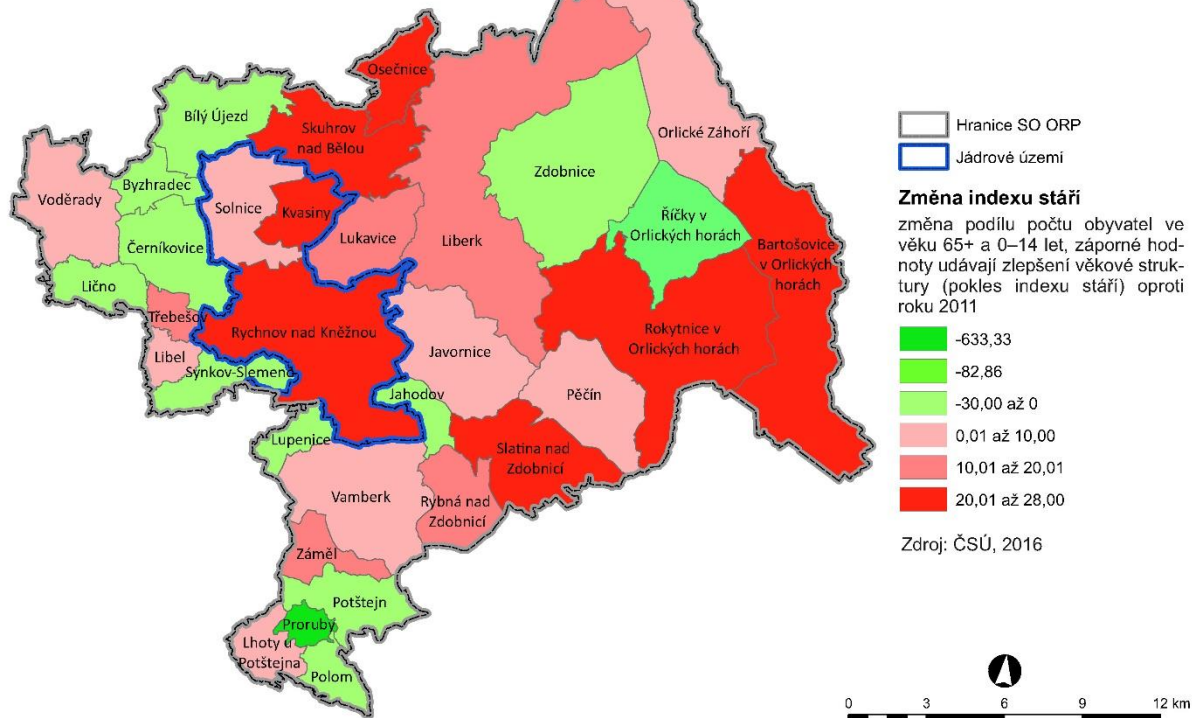 Osečnice
Bílý Újezd
Skuhrov
nad Bělou
Orlické Záhoří
Zdobnice
Voděrady
Byzhradec
Solnice
Kvasiny
Říčky v
Orlických horách
Lukavice
Liberk
Černíkovice
Bartošovice
v Orlických
horách
Lično
Třebešov
Rychnov nad Kněžnou
Rokytnice v
Orlických horách
Javornice
Libel
Synkov-Slemeno
Pěčín
Jahodov
Lupenice
Slatina nad
Zdobnicí
Vamberk
Rybná nad
Zdobnicí
Záměl
Potštejn
Proruby
Lhoty u
Potštejna
Polom
Hranice SO ORP
Jádrové území
Změna indexu stáří
změna podílu počtu obyvatel ve
věku 65+ a 0–14 let, záporné hod-
noty udávají zlepšení věkové struk-
tury (pokles indexu stáří) oproti
roku 2011
-633,33
-82,86
-30,00 až 0
0,01 až 10,00
10,01 až 20,01
20,01 až 28,00
Zdroj: ČSÚ, 2016
0 3 6 9 12 km